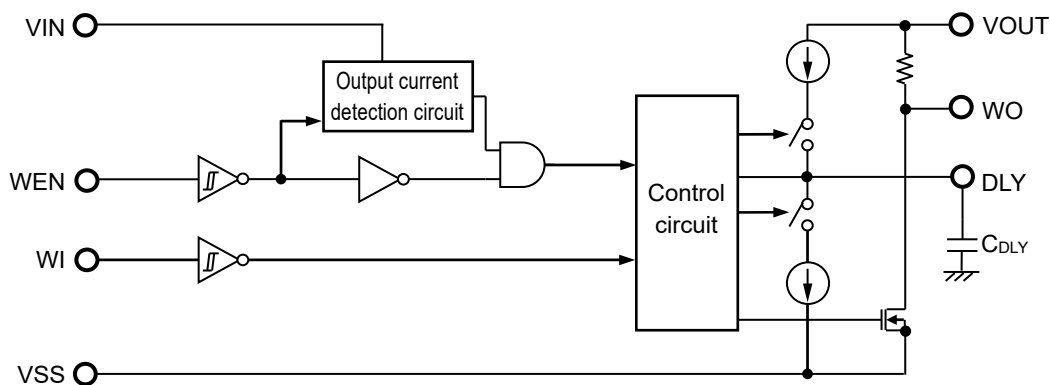 VIN
VOUT
Output current
detection circuit
WO
WEN
Control
circuit
DLY
WI
CDLY
VSS